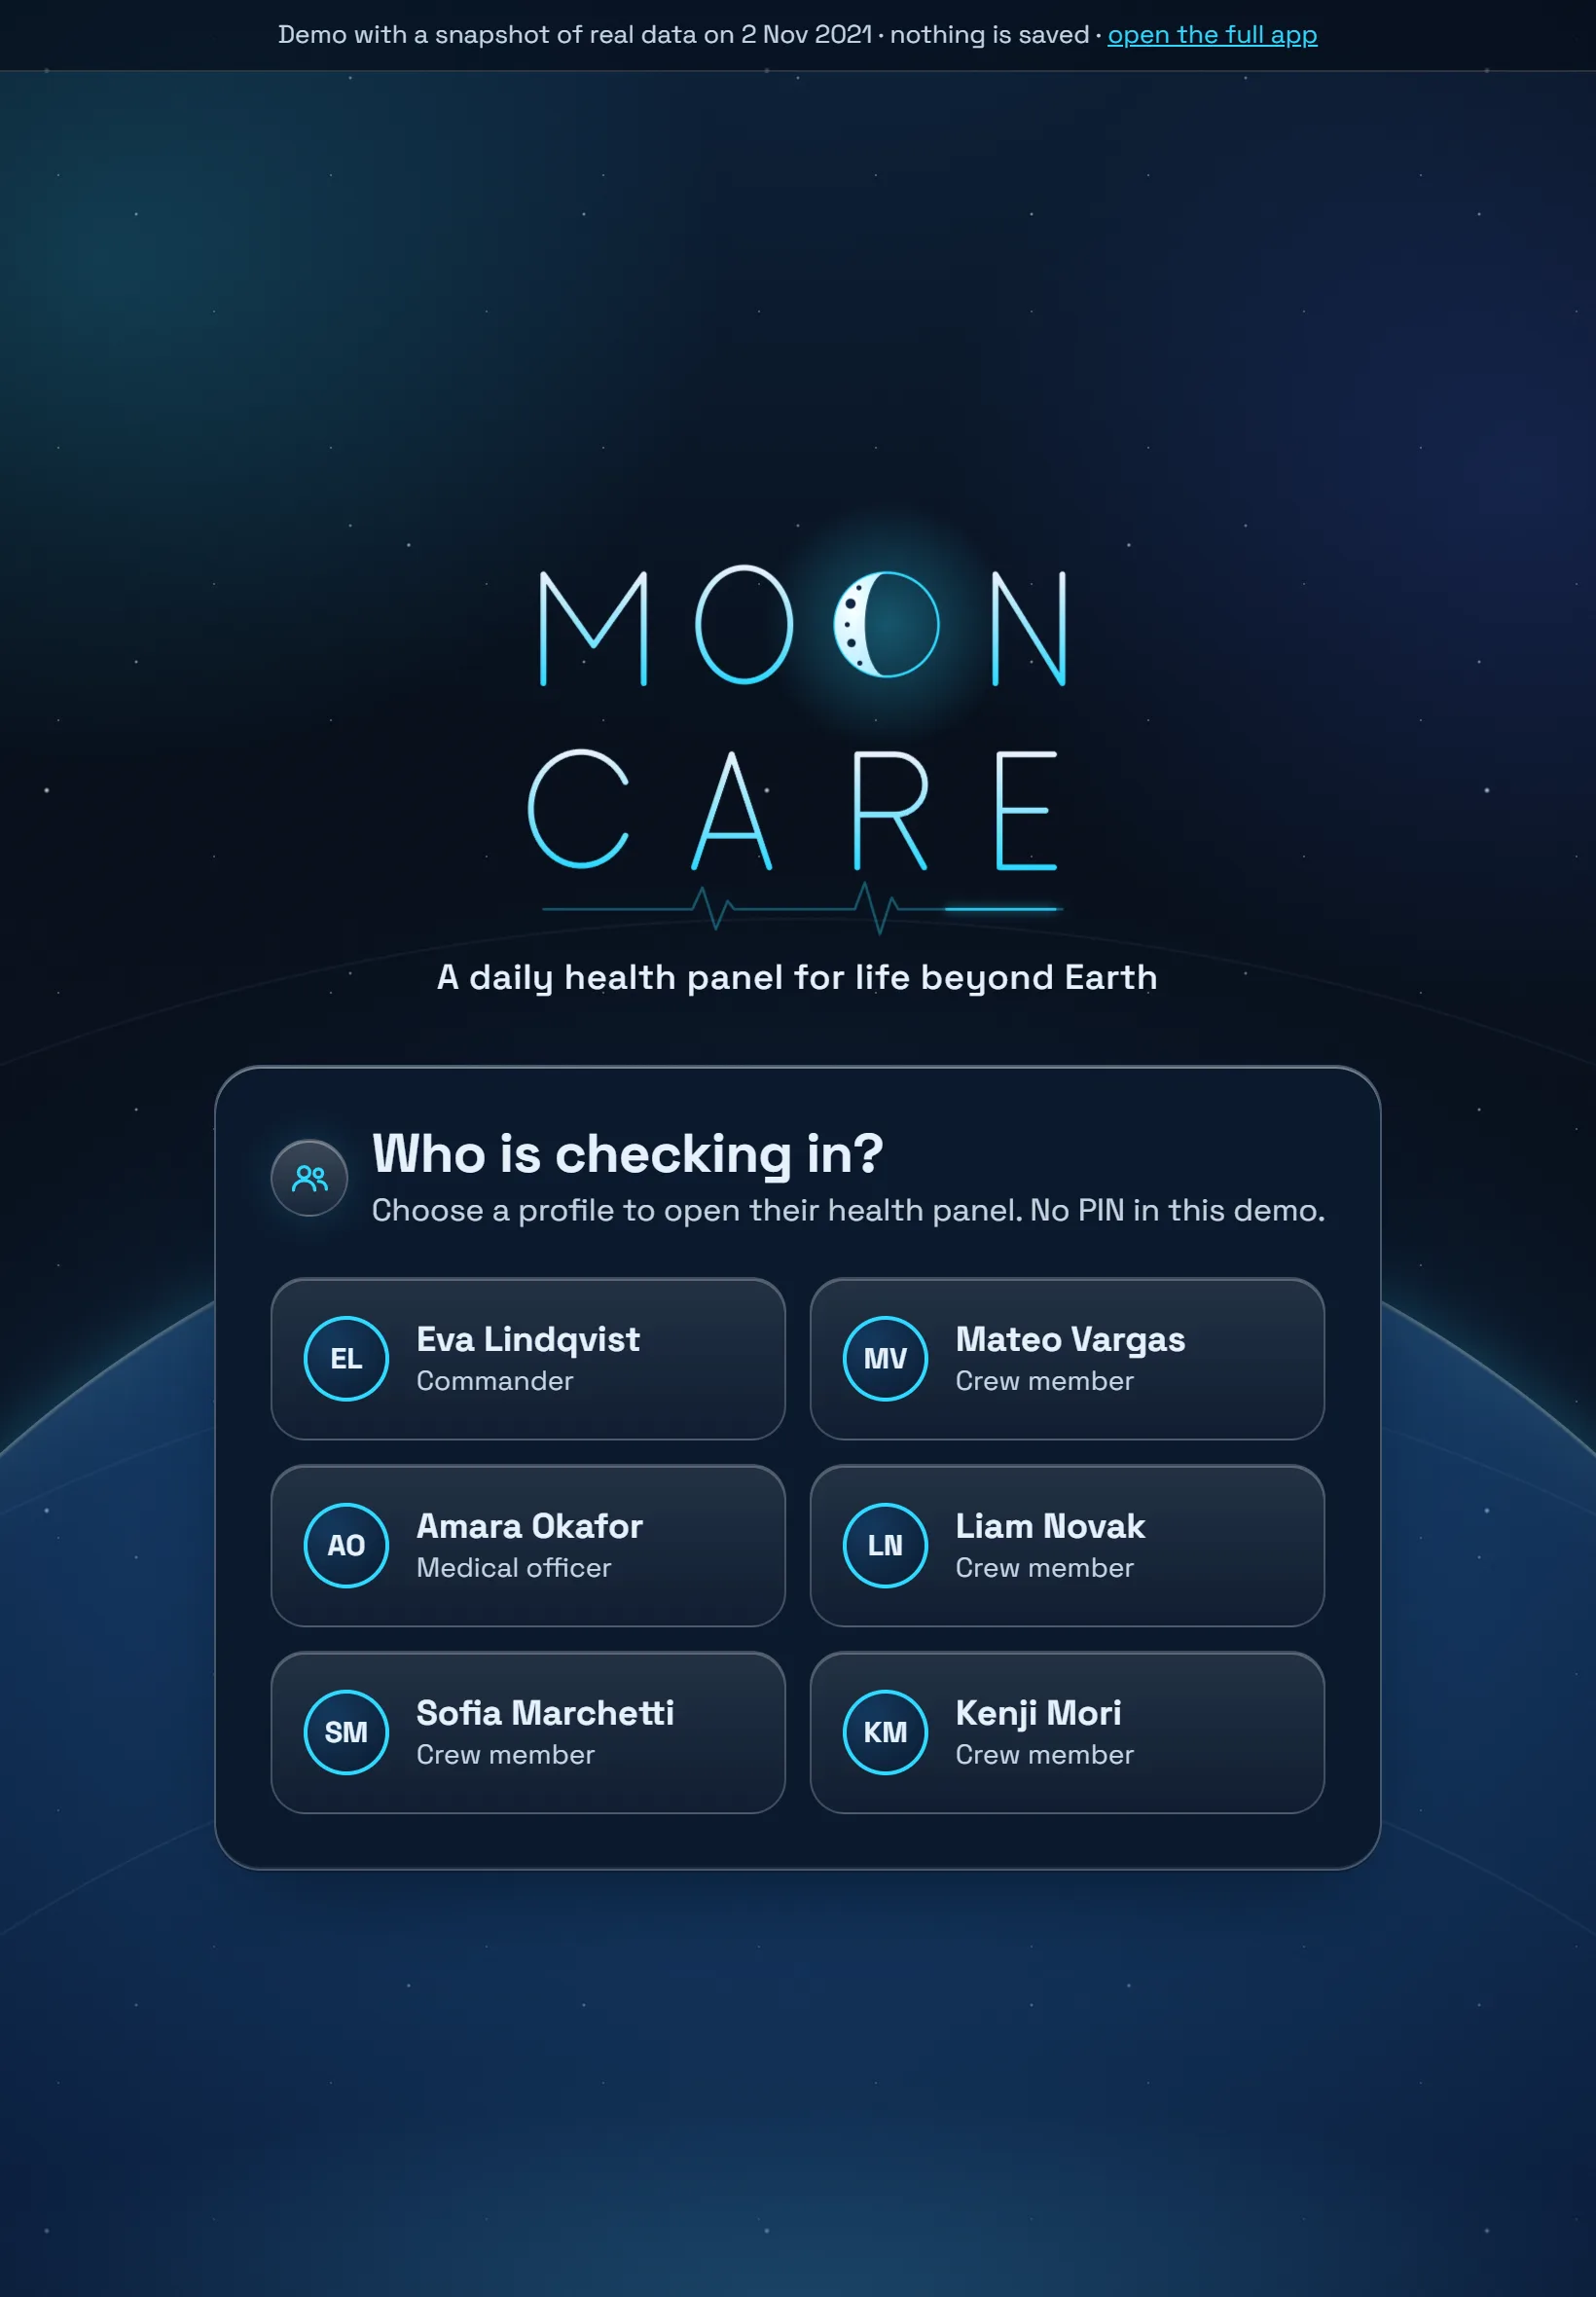 Demo with a snapshot of real data on 2 Nov 2021 · nothing is saved · open the full app
MOON
CARE
A daily health panel for life beyond Earth
Who is checking in?
Choose a profile to open their health panel. No PIN in this demo.
EL
Eva Lindqvist
Commander
MV
Mateo Vargas
Crew member
AO
Amara Okafor
Medical officer
LN
Liam Novak
Crew member
SM
Sofia Marchetti
Crew member
KM
Kenji Mori
Crew member